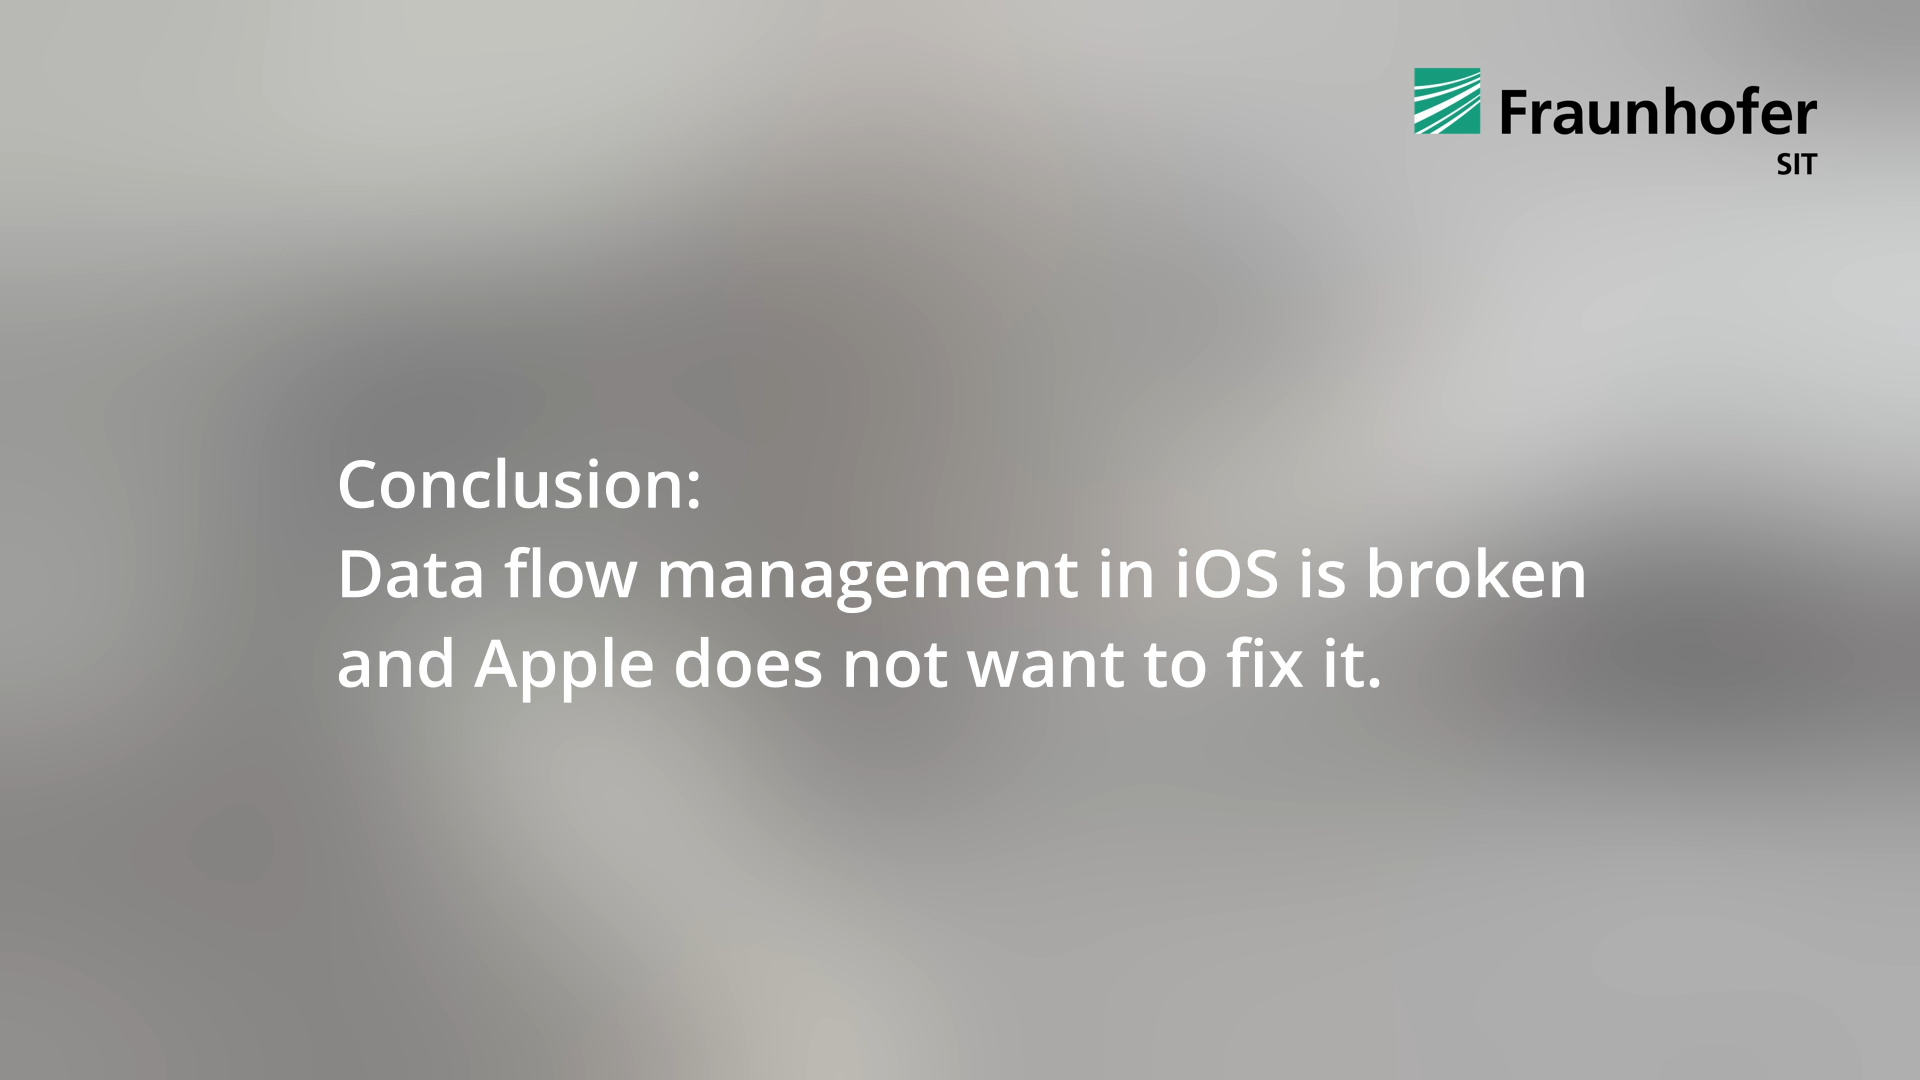 Fraunhofer
SIT
Conclusion:
Data flow management in iOS is broken
and Apple does not want to fix it.